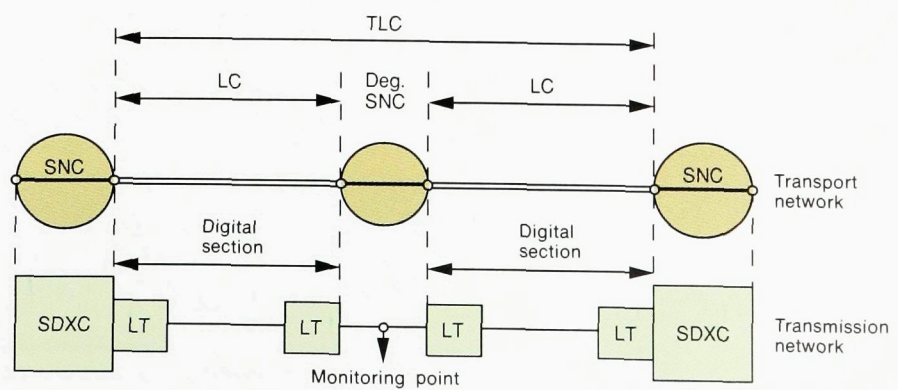 TLC
LC
Deg.
SNC
LC
SNC
SNC
Transport
network
Digital
section
Digital
section
SDXC
LT
LT
LT
LT
SDXC
Transmission
network
Monitoring point